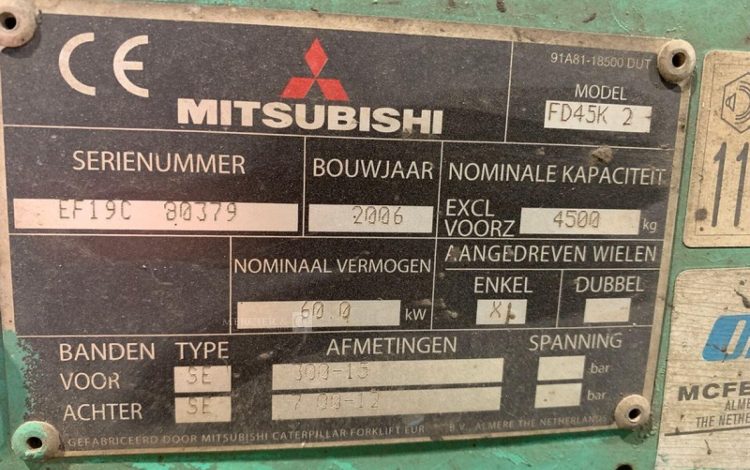 CE
91A81-18500 DUT
MITSUBISHI
MODEL
FD45K 2
SERIENUMMER
EF19C 80379
BOUWJAAR
2006
NOMINALE KAPACITEIT
EXCL VOORZ 4500 kg
AANGEDREVEN WIELEN
ENKEL DUBBEL
X -
NOMINAAL VERMOGEN
60.0 kW
BANDEN TYPE AFMETINGEN SPANNING
VOOR SE 300-15 - bar
ACHTER SE 7.00-12 - bar
GEFABRICEERD DOOR MITSUBISHI CATERPILLAR FORKLIFT EUR B.V., ALMERE THE NETHERLANDS
11
MCFE
ALME
THE NETHERL